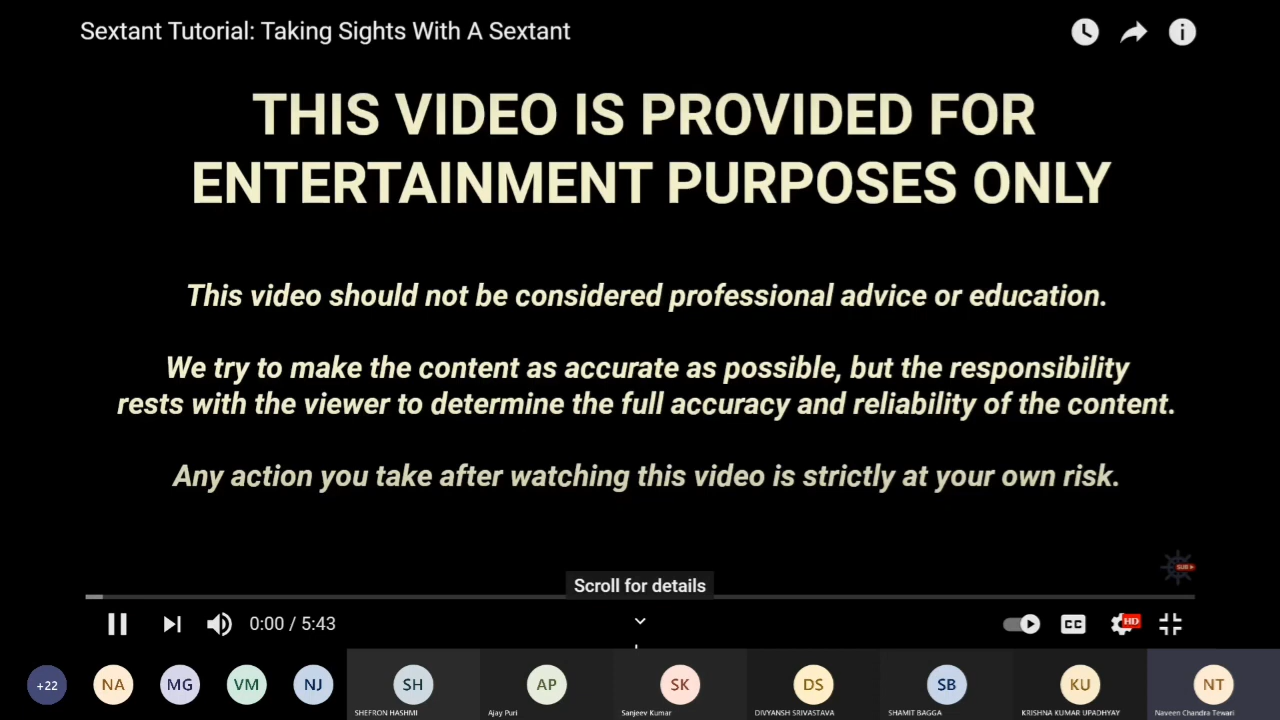 Sextant Tutorial: Taking Sights With A Sextant
THIS VIDEO IS PROVIDED FOR
ENTERTAINMENT PURPOSES ONLY
This video should not be considered professional advice or education.
We try to make the content as accurate as possible, but the responsibility
rests with the viewer to determine the full accuracy and reliability of the content.
Any action you take after watching this video is strictly at your own risk.
SUB
Scroll for details
0:00 / 5:43
CC
HD
+22
NA
MG
VM
NJ
SH
AP
SK
DS
SB
KU
NT
SHEFRON HASHMI
Ajay Puri
Sanjeev Kumar
DIVYANSH SRIVASTAVA
SHAMIT BAGGA
KRISHNA KUMAR UPADHYAY
Naveen Chandra Tewari